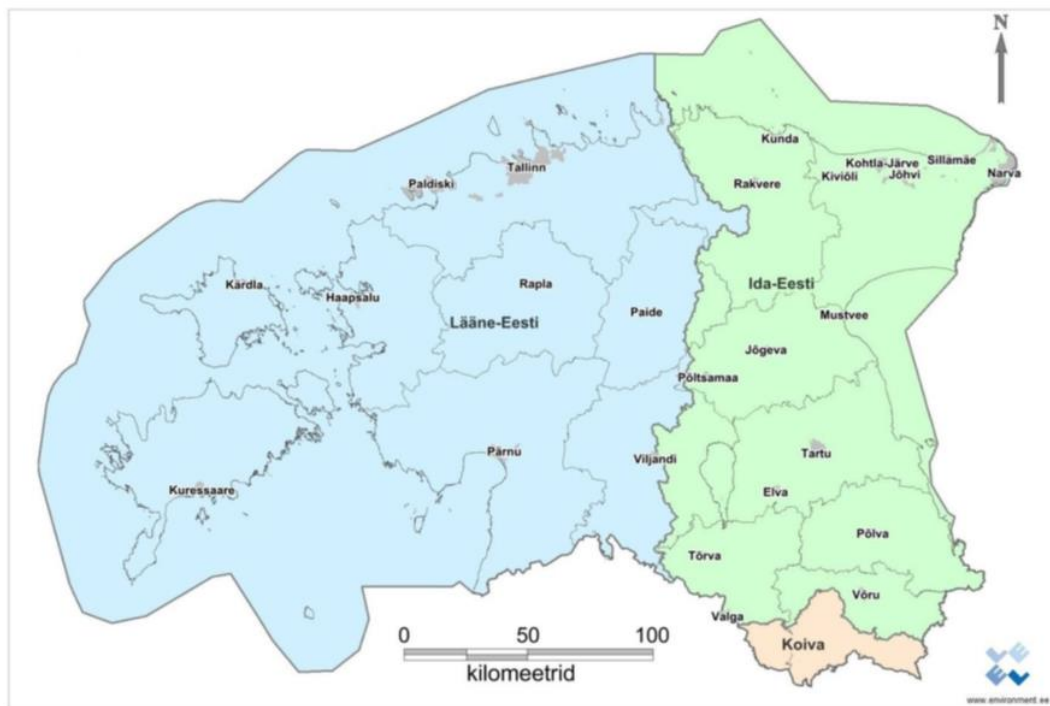 N
Kunda
Kohtla-Järve
Sillamäe
Tallinn
Kiviõli
Jõhvi
Narva
Paldiski
Rakvere
Kärdla
Haapsalu
Rapla
Ida-Eesti
Lääne-Eesti
Paide
Mustvee
Jõgeva
Põltsamaa
Pärnu
Viljandi
Tartu
Kuressaare
Elva
Põlva
Tõrva
Võru
Valga
Koiva
0 50 100
kilomeetrid
www.environment.ee